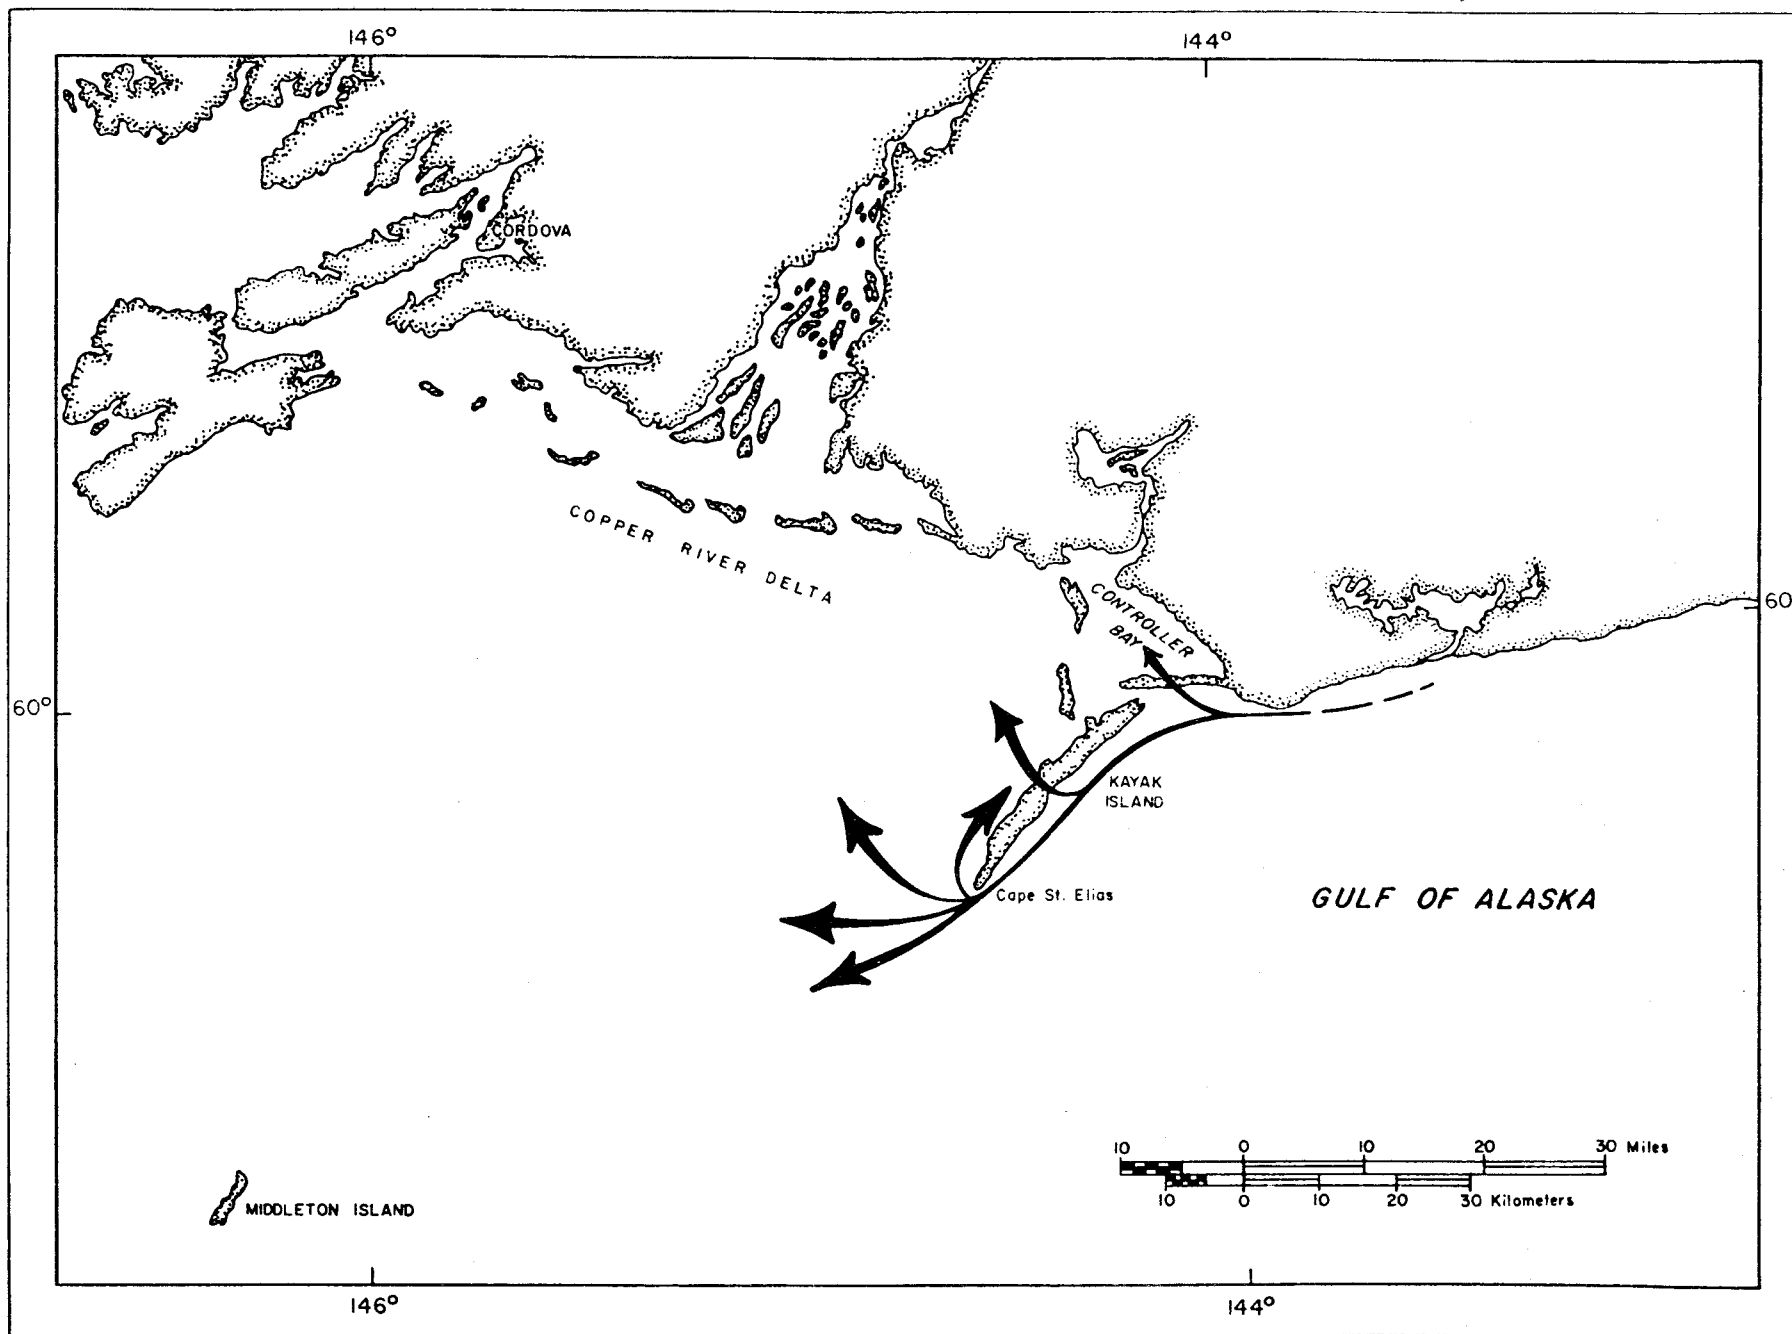 146° 144°
CORDOVA
COPPER RIVER DELTA
CONTROLLER
BAY
60
60°
KAYAK
ISLAND
Cape St. Elias
GULF OF ALASKA
10 0 10 20 30 Miles
10 0 10 20 30 Kilometers
MIDDLETON ISLAND
146° 144°